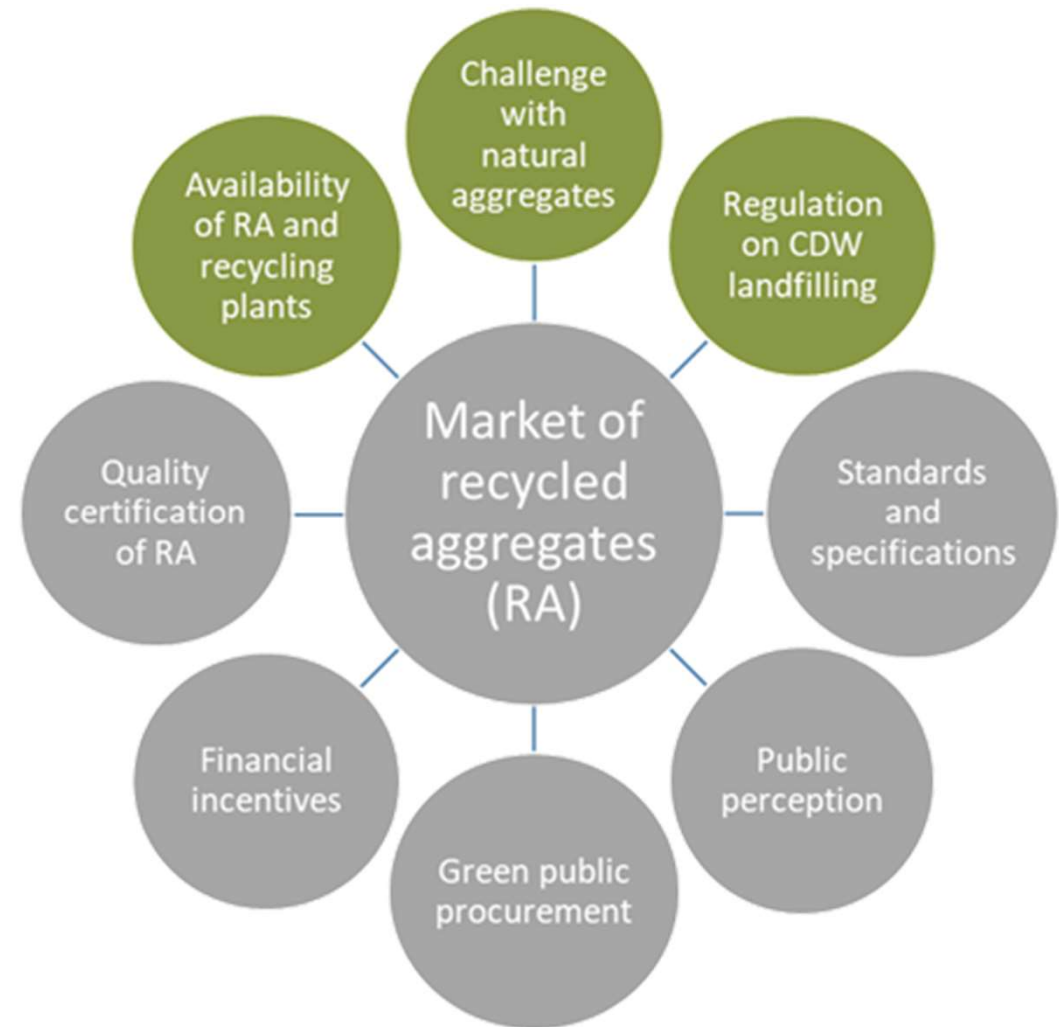 Challenge
with
natural
aggregates
Regulation
on CDW
landfilling
Standards
and
specifications
Public
perception
Green public
procurement
Financial
incentives
Quality
certification
of RA
Availability
of RA and
recycling
plants
Market of
recycled
aggregates
(RA)